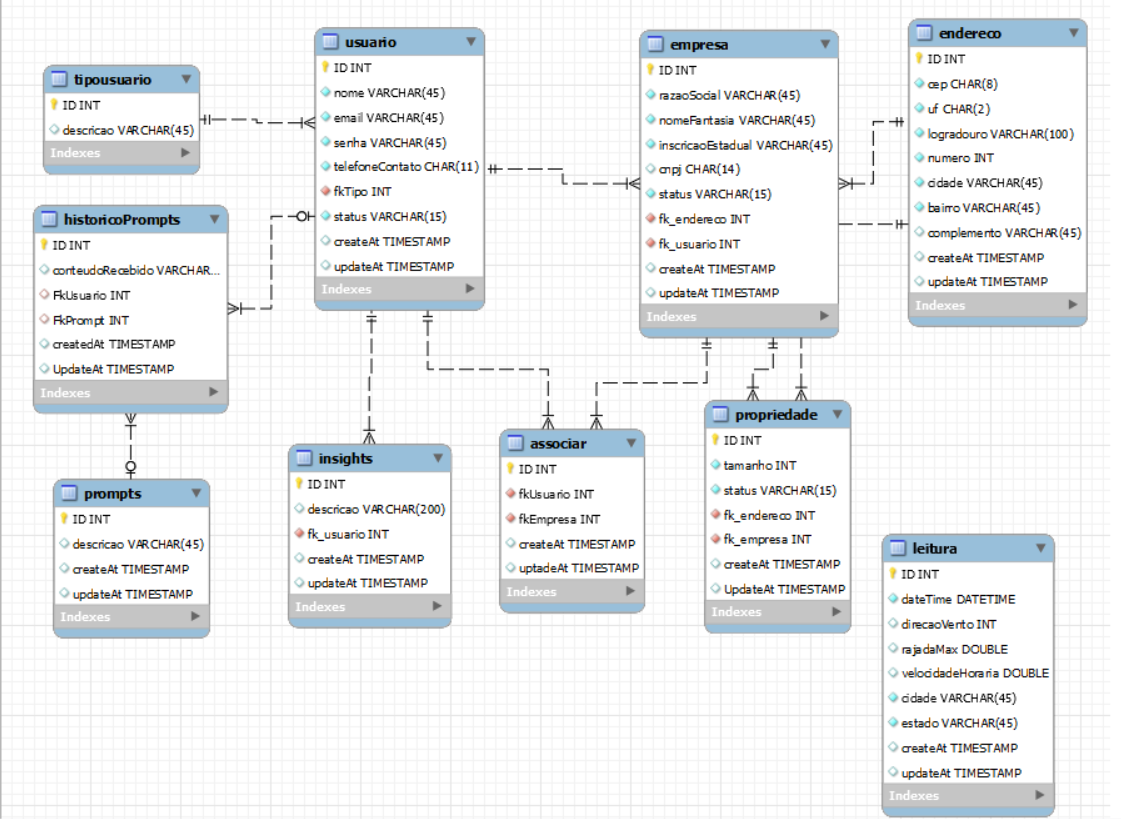 tipousuario
ID INT
descricao VARCHAR(45)
Indexes
historicoPrompts
ID INT
conteudoRecebido VARCHAR...
FkUsuario INT
FkPrompt INT
createdAt TIMESTAMP
UpdateAt TIMESTAMP
Indexes
prompts
ID INT
descricao VARCHAR(45)
createAt TIMESTAMP
updateAt TIMESTAMP
Indexes
usuario
ID INT
nome VARCHAR(45)
email VARCHAR(45)
senha VARCHAR(45)
telefoneContato CHAR(11)
fkTipo INT
status VARCHAR(15)
createAt TIMESTAMP
updateAt TIMESTAMP
Indexes
insights
ID INT
descricao VARCHAR(200)
fk_usuario INT
createAt TIMESTAMP
updateAt TIMESTAMP
Indexes
associar
ID INT
fkUsuario INT
fkEmpresa INT
createAt TIMESTAMP
uptadeAt TIMESTAMP
Indexes
empresa
ID INT
razaoSocial VARCHAR(45)
nomeFantasia VARCHAR(45)
inscricaoEstadual VARCHAR(45)
cnpj CHAR(14)
status VARCHAR(15)
fk_endereco INT
fk_usuario INT
createAt TIMESTAMP
updateAt TIMESTAMP
Indexes
propriedade
ID INT
tamanho INT
status VARCHAR(15)
fk_endereco INT
fk_empresa INT
createAt TIMESTAMP
UpdateAt TIMESTAMP
Indexes
endereco
ID INT
cep CHAR(8)
uf CHAR(2)
logradouro VARCHAR(100)
numero INT
cidade VARCHAR(45)
bairro VARCHAR(45)
complemento VARCHAR(45)
createAt TIMESTAMP
updateAt TIMESTAMP
Indexes
leitura
ID INT
dateTime DATETIME
direcaoVento INT
rajadaMax DOUBLE
velocidadeHoraria DOUBLE
cidade VARCHAR(45)
estado VARCHAR(45)
createAt TIMESTAMP
updateAt TIMESTAMP
Indexes